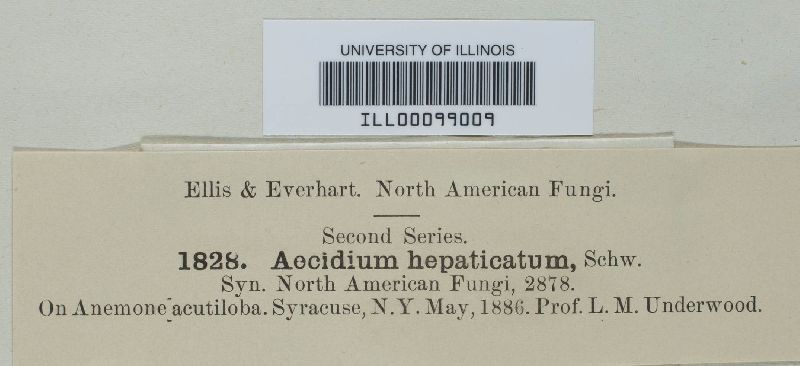 UNIVERSITY OF ILLINOIS
ILL00099009
Ellis & Everhart. North American Fungi.
Second Series.
1828. Aecidium hepaticatum, Schw.
Syn. North American Fungi, 2878.
On Anemone acutiloba. Syracuse, N.Y. May, 1886. Prof. L. M. Underwood.